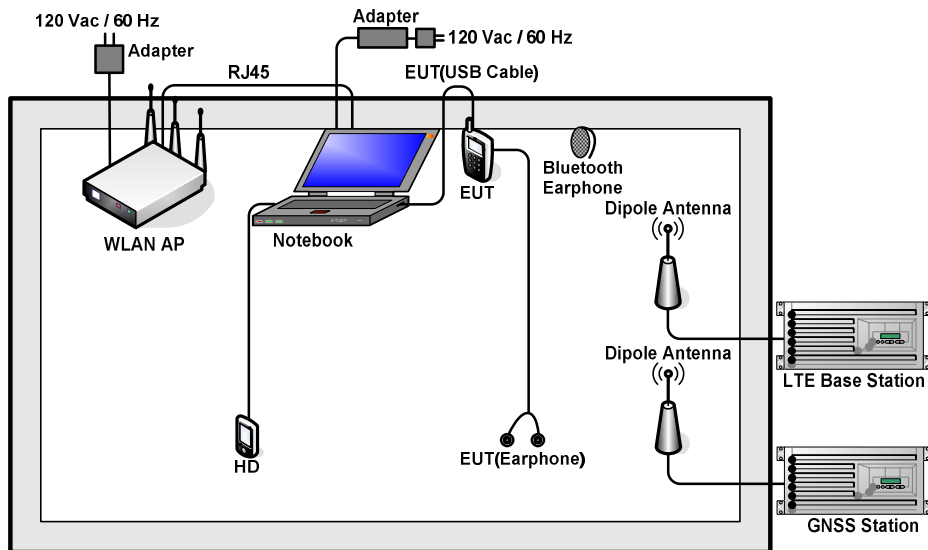 120 Vac / 60 Hz
Adapter
Adapter
120 Vac / 60 Hz
RJ45
EUT(USB Cable)
WLAN AP
Notebook
EUT
Bluetooth
Earphone
Dipole Antenna
LTE Base Station
Dipole Antenna
HD
EUT(Earphone)
GNSS Station